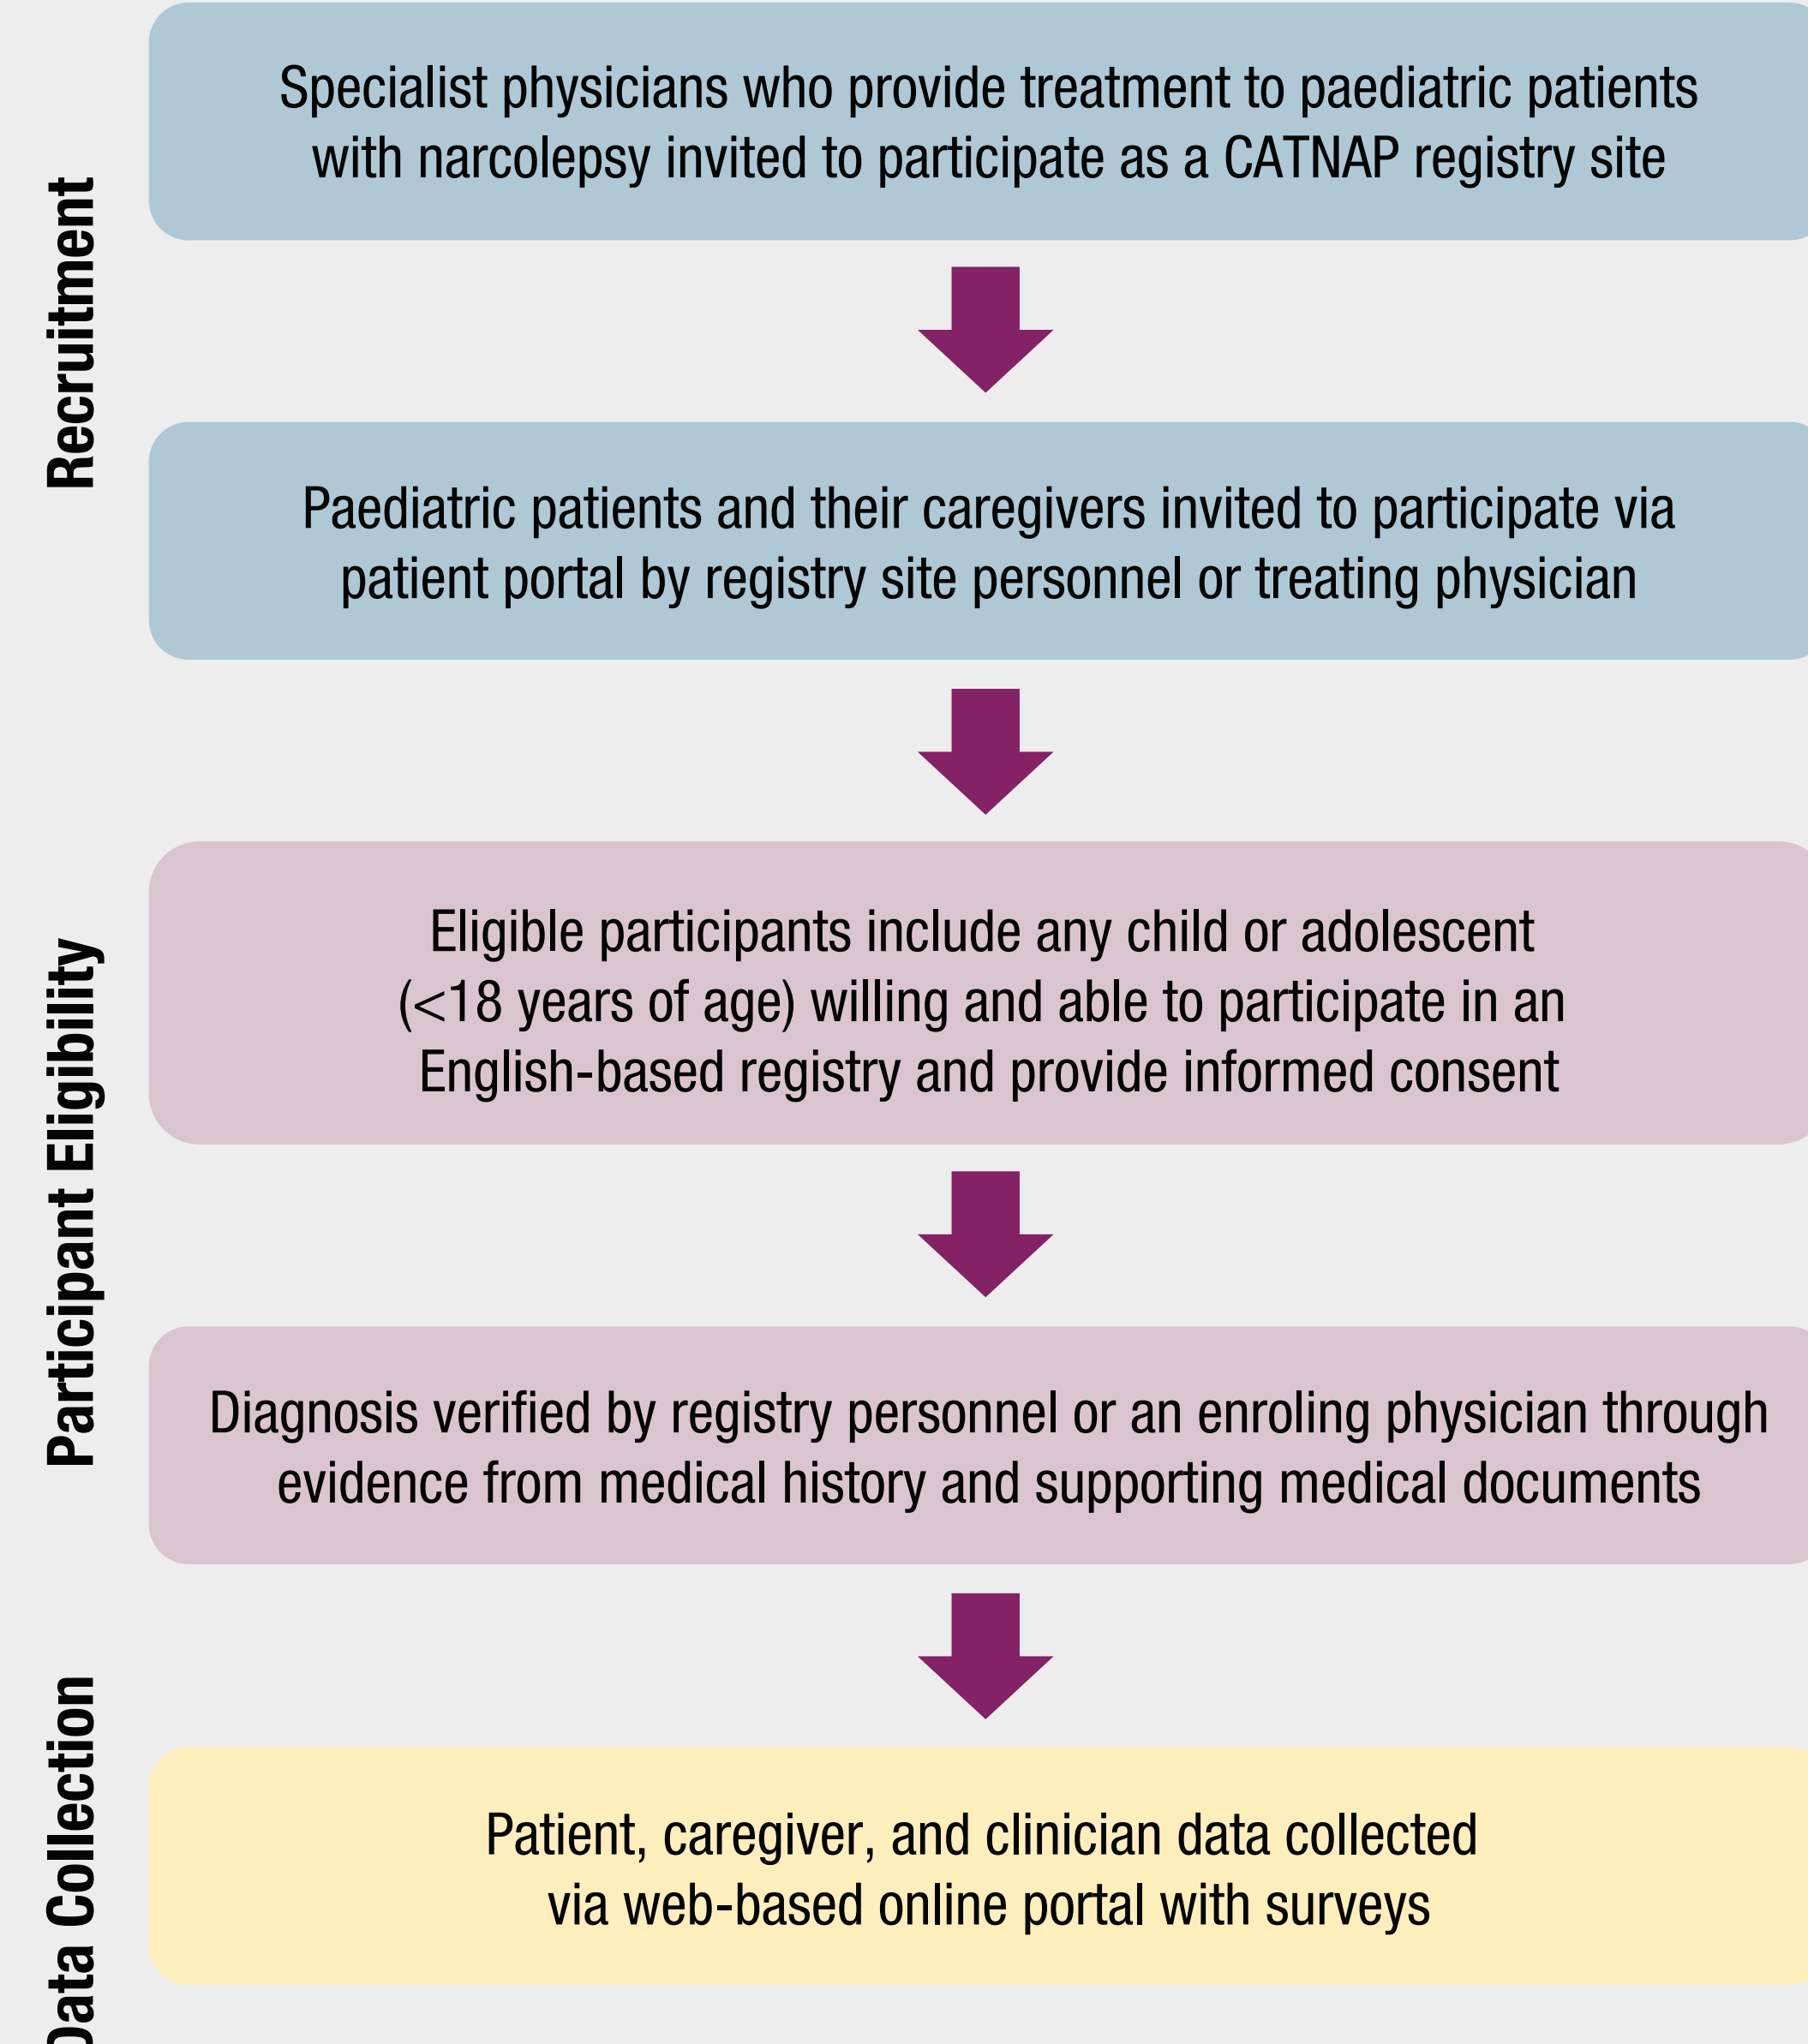 Recruitment
Specialist physicians who provide treatment to paediatric patients
with narcolepsy invited to participate as a CATNAP registry site
Paediatric patients and their caregivers invited to participate via
patient portal by registry site personnel or treating physician
Participant Eligibility
Eligible participants include any child or adolescent
(<18 years of age) willing and able to participate in an
English-based registry and provide informed consent
Diagnosis verified by registry personnel or an enroling physician through
evidence from medical history and supporting medical documents
Data Collection
Patient, caregiver, and clinician data collected
via web-based online portal with surveys